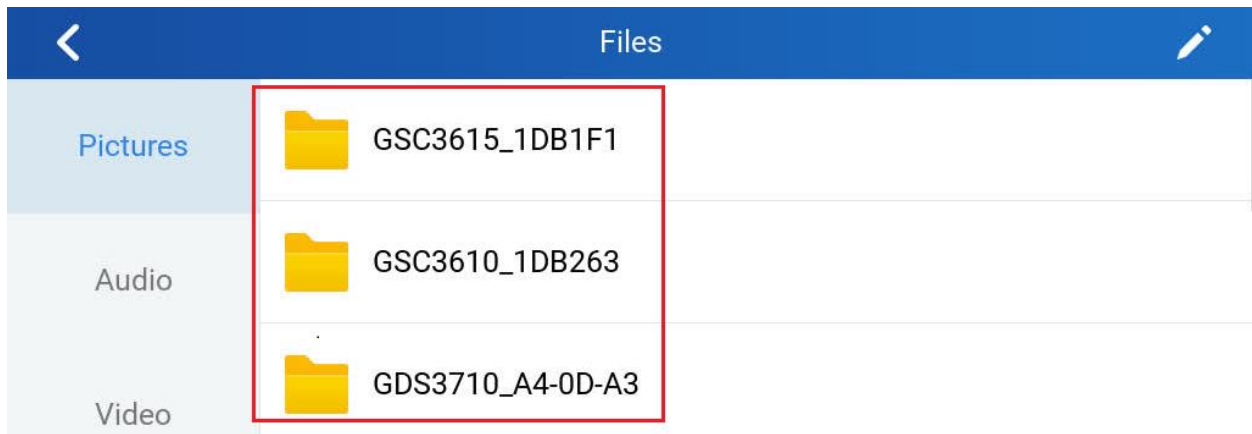 Files
Pictures
GSC3615_1DB1F1
Audio
GSC3610_1DB263
Video
GDS3710_A4-0D-A3